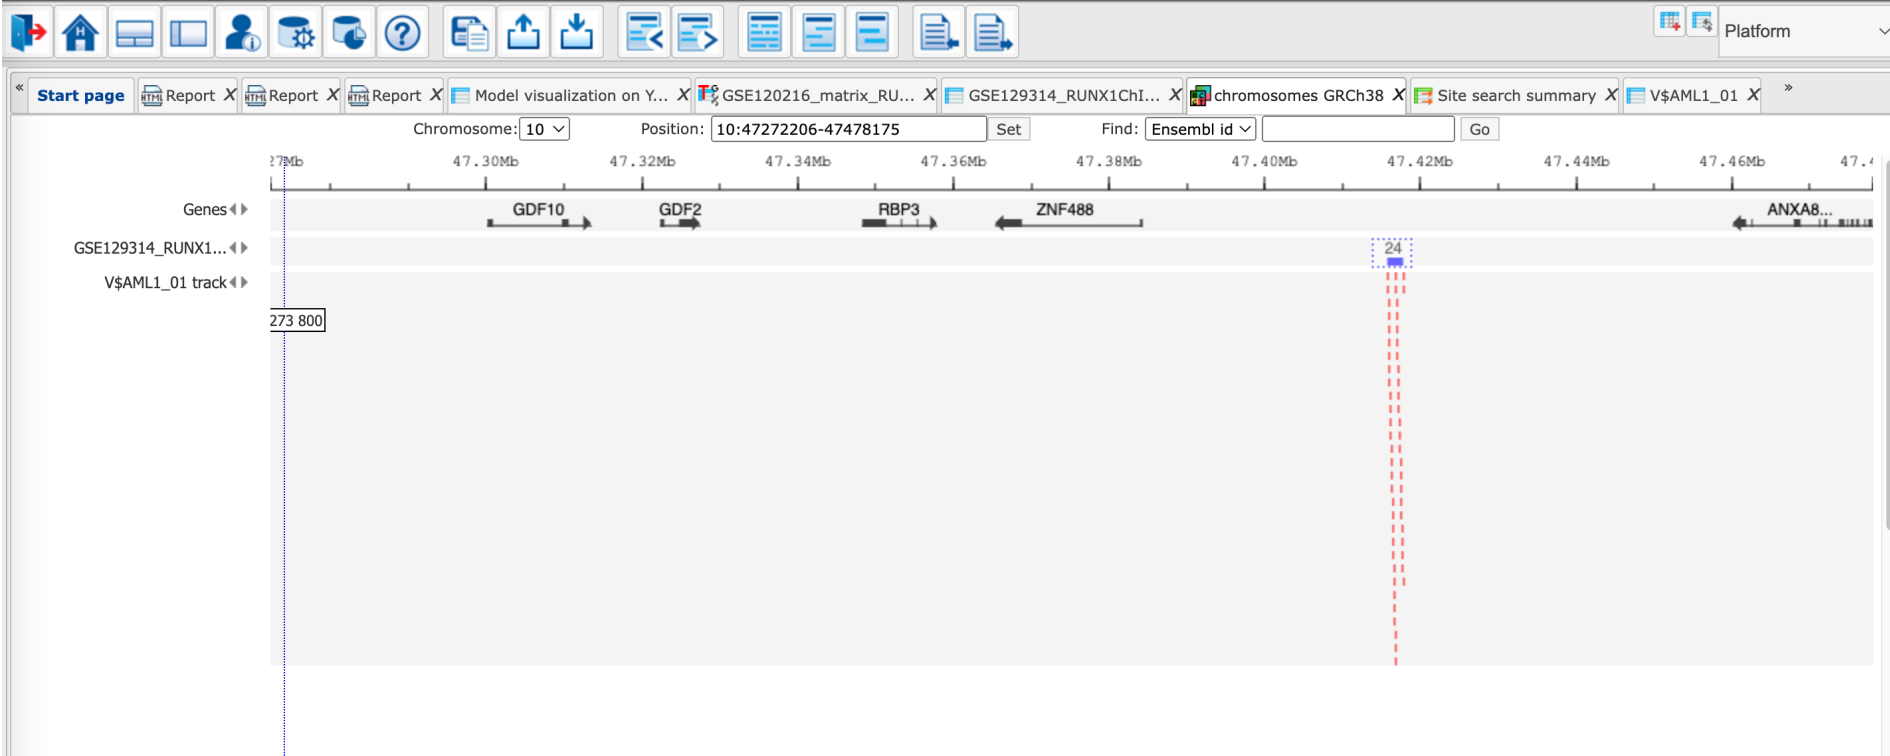 Platform
« Start page Report X Report X Report X Model visualization on Y... X GSE120216_matrix_RU... X GSE129314_RUNX1ChI... X chromosomes GRCh38 X Site search summary X V$AML1_01 X »
Chromosome: 10 Position: 10:47272206-47478175 Set Find: Ensembl id Go
27Mb 47.30Mb 47.32Mb 47.34Mb 47.36Mb 47.38Mb 47.40Mb 47.42Mb 47.44Mb 47.46Mb 47.4
Genes GDF10 GDF2 RBP3 ZNF488 ANXA8...
GSE129314_RUNX1... 24
V$AML1_01 track
273 800